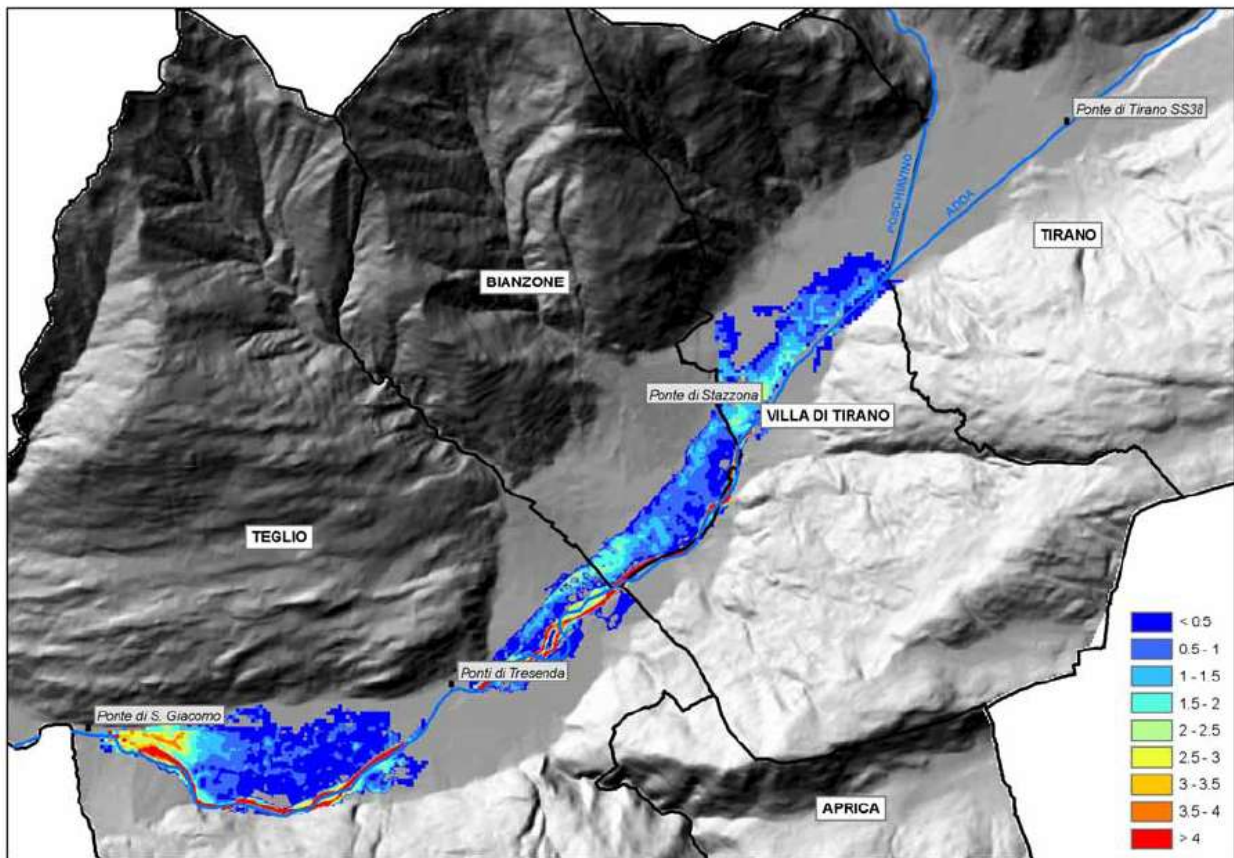 Ponte di Tirano SS38
POSCHIAVINO
ADDA
TIRANO
BIANZONE
Ponte di Stazzona
VILLA DI TIRANO
TEGLIO
Ponti di Tresenda
Ponte di S. Giacomo
APRICA
< 0.5
0.5 - 1
1 - 1.5
1.5 - 2
2 - 2.5
2.5 - 3
3 - 3.5
3.5 - 4
> 4